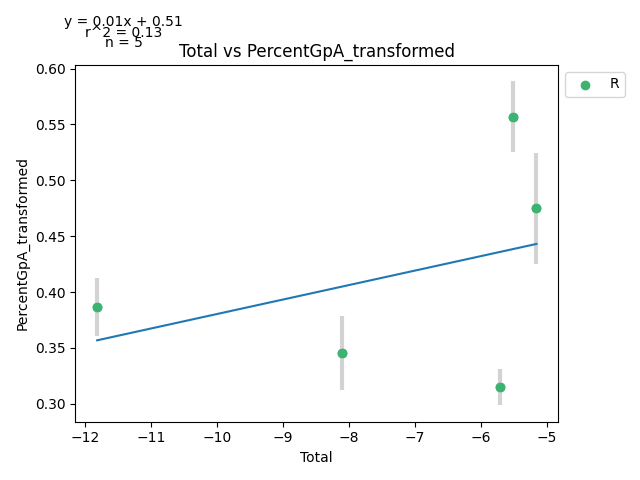 y = 0.01x + 0.51
r^2 = 0.13
n = 5
Total vs PercentGpA_transformed
R
PercentGpA_transformed
0.60
0.55
0.50
0.45
0.40
0.35
0.30
−12 −11 −10 −9 −8 −7 −6 −5
Total